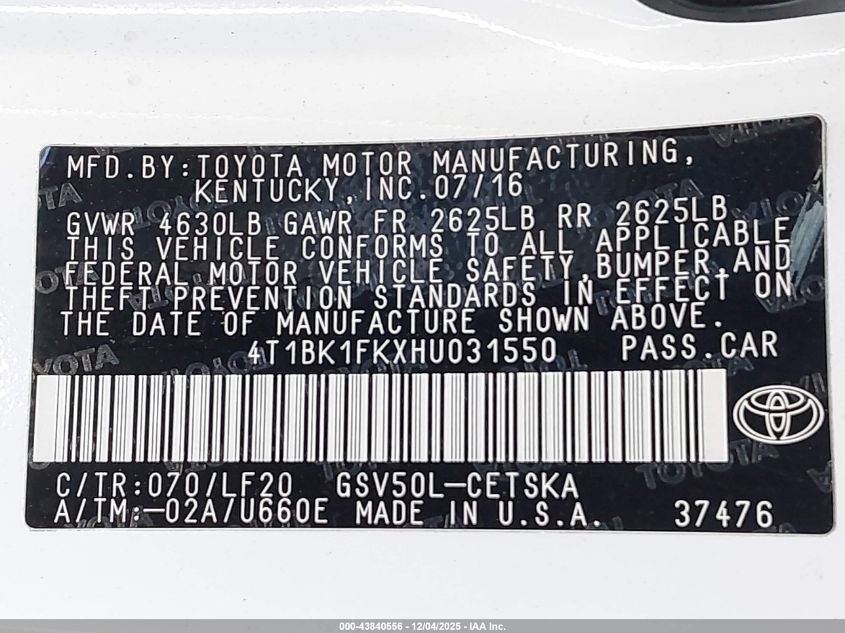 MFD.BY:TOYOTA MOTOR MANUFACTURING,
KENTUCKY,INC.07/16
GVWR 4630LB GAWR FR 2625LB RR 2625LB
THIS VEHICLE CONFORMS TO ALL APPLICABLE
FEDERAL MOTOR VEHICLE SAFETY,BUMPER,AND
THEFT PREVENTION STANDARDS IN EFFECT ON
THE DATE OF MANUFACTURE SHOWN ABOVE.
4T1BK1FKXHU031550 PASS.CAR
C/TR:070/LF20 GSV50L-CETSKA
A/TM:-02A/U660E MADE IN U.S.A. 37476
000-43840556 - 12/04/2025 - IAA Inc.